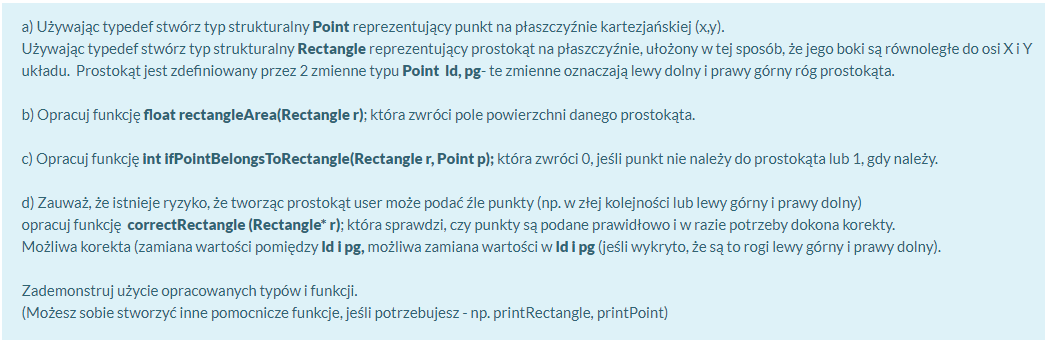 a) Używając typedef stwórz typ strukturalny Point reprezentujący punkt na płaszczyźnie kartezjańskiej (x,y).
Używając typedef stwórz typ strukturalny Rectangle reprezentujący prostokąt na płaszczyźnie, ułożony w tej sposób, że jego boki są równoległe do osi X i Y
układu. Prostokąt jest zdefiniowany przez 2 zmienne typu Point ld, pg- te zmienne oznaczają lewy dolny i prawy górny róg prostokąta.
b) Opracuj funkcję float rectangleArea(Rectangle r); która zwróci pole powierzchni danego prostokąta.
c) Opracuj funkcję int ifPointBelongsToRectangle(Rectangle r, Point p); która zwróci 0, jeśli punkt nie należy do prostokąta lub 1, gdy należy.
d) Zauważ, że istnieje ryzyko, że tworząc prostokąt user może podać źle punkty (np. w złej kolejności lub lewy górny i prawy dolny)
opracuj funkcję correctRectangle (Rectangle* r); która sprawdzi, czy punkty są podane prawidłowo i w razie potrzeby dokona korekty.
Możliwa korekta (zamiana wartości pomiędzy ld i pg, możliwa zamiana wartości w ld i pg (jeśli wykryto, że są to rogi lewy górny i prawy dolny).
Zademonstruj użycie opracowanych typów i funkcji.
(Możesz sobie stworzyć inne pomocnicze funkcje, jeśli potrzebujesz - np. printRectangle, printPoint)